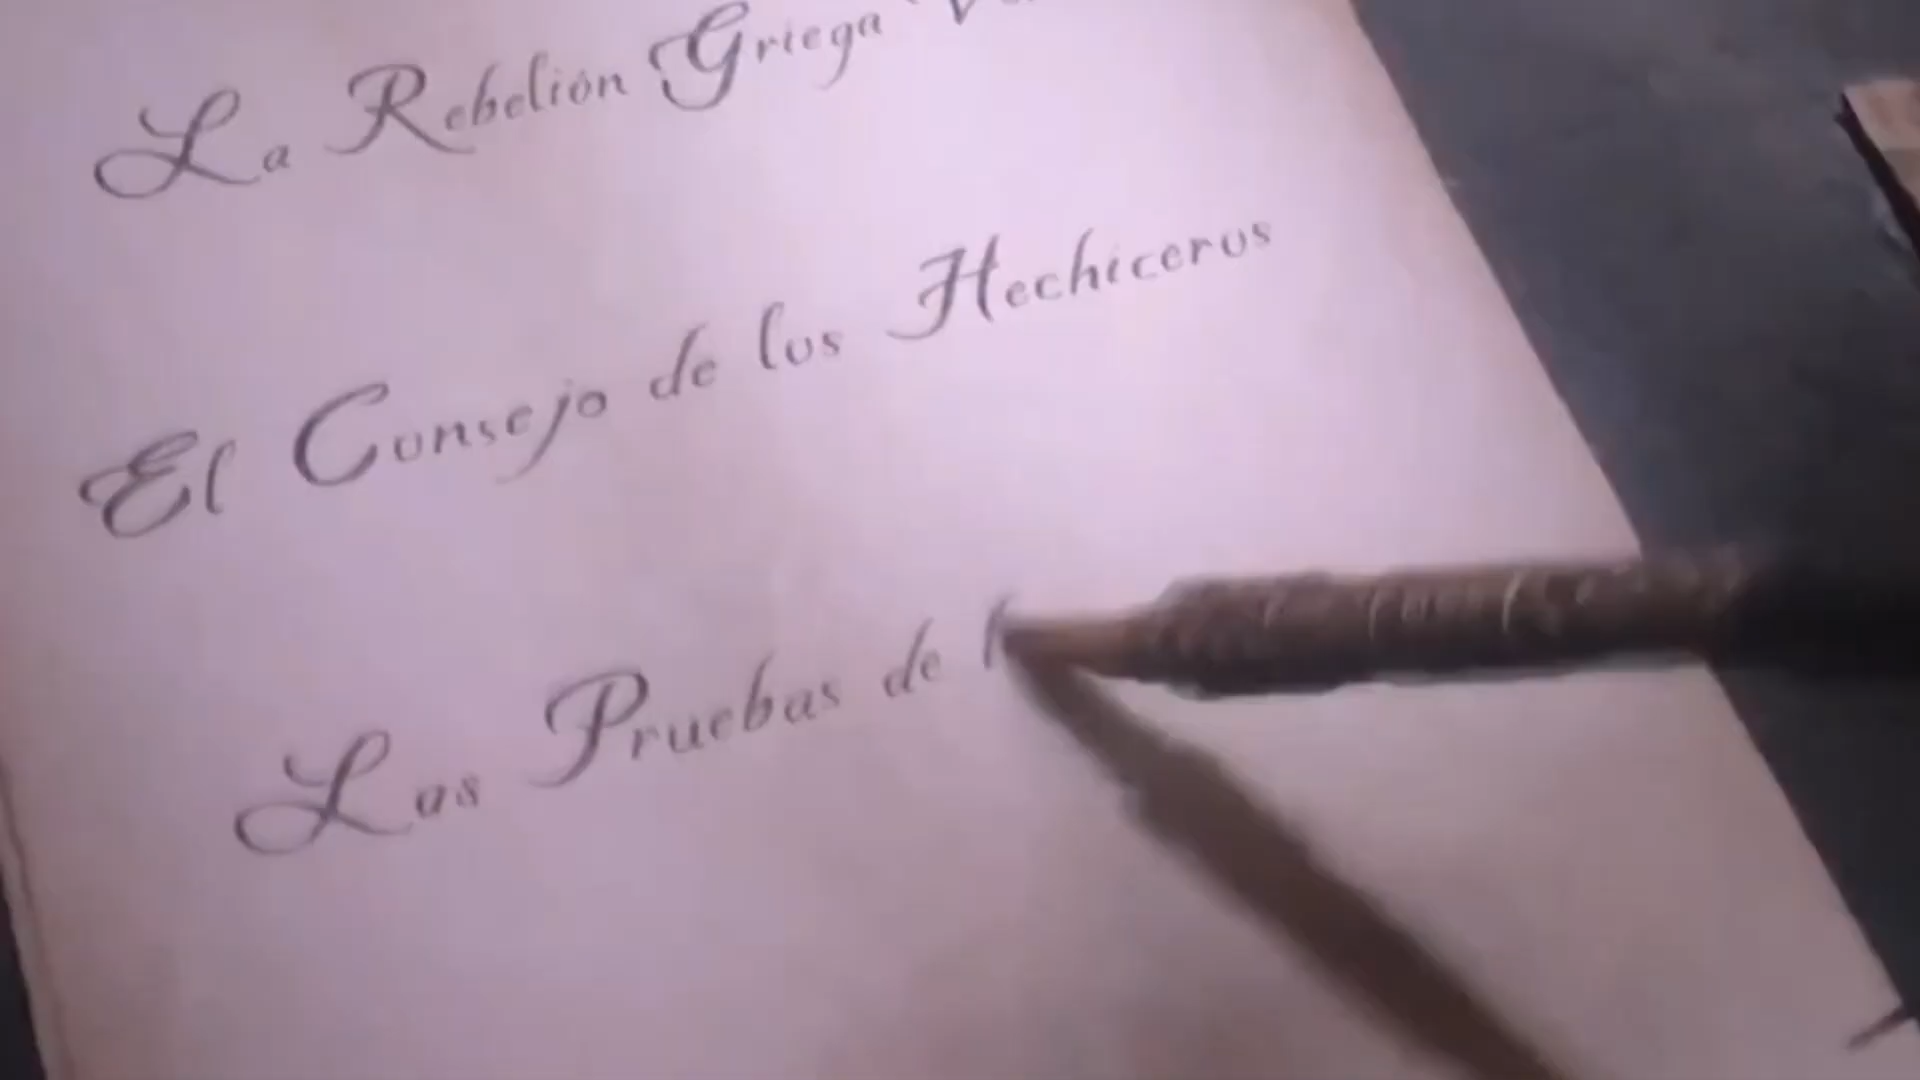 La Rebelión Griega
El Consejo de los Hechiceros
Las Pruebas de